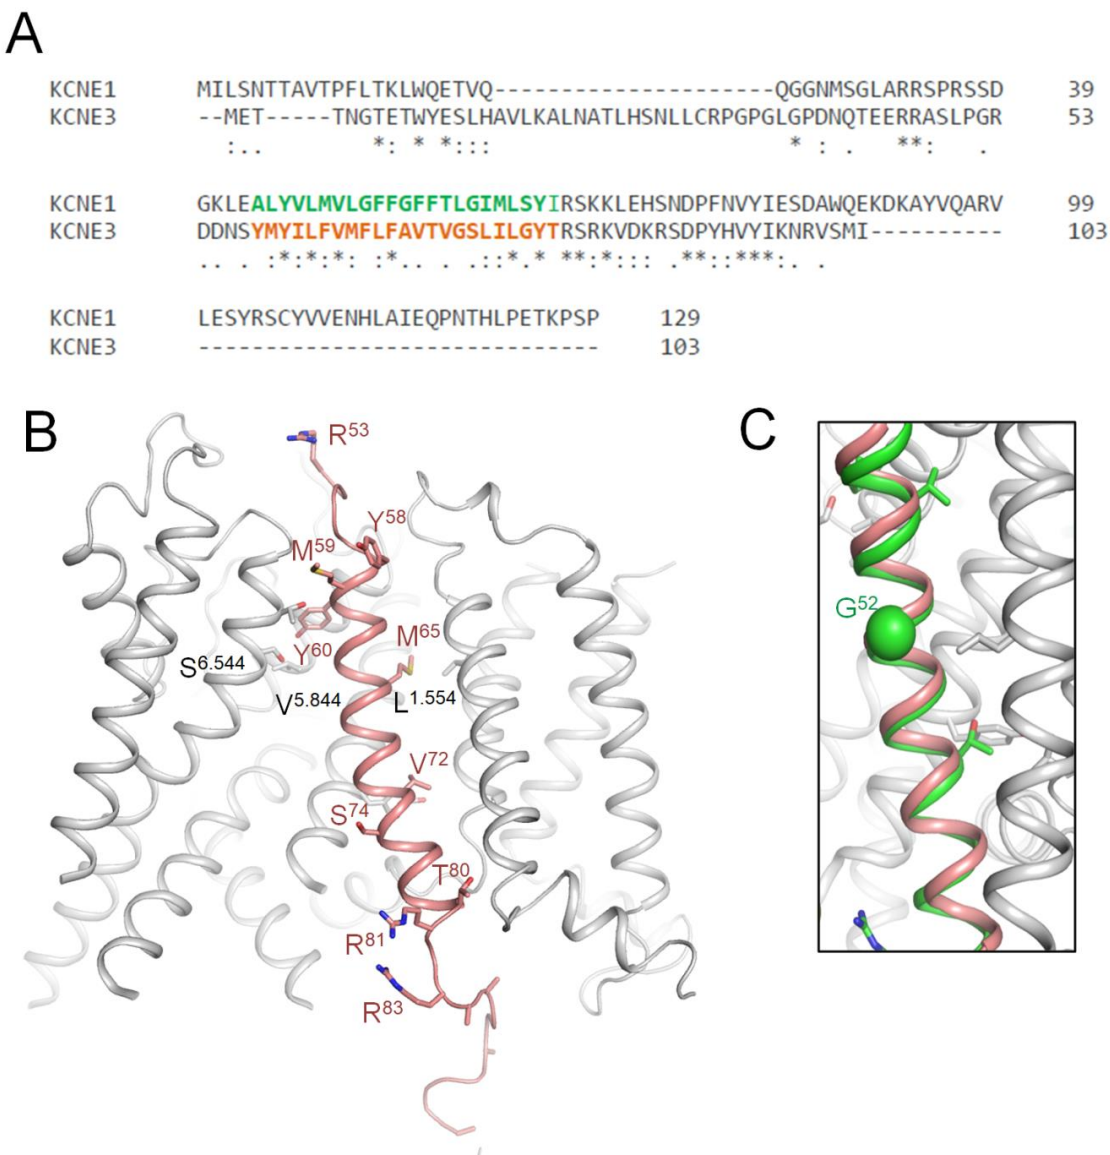 A
KCNE1 MILSNTTAVTPFLTKLWQETVQ---------------------QGGNMSGLARRSPRSSD 39
KCNE3 --MET-----TNGTETWYESLHAVLKALNATLHSNLLCRPGPGLGPDNQTEERRASLPGR 53
:.. *: * *::: * : . **: .
KCNE1 GKLEALYVLMVLGFFGFFTLGIMLSYIRSKKLEHSNDPFNVYIESDAWQEKDKAYVQARV 99
KCNE3 DDNSYMYILFVMFLFAVTVGSLILGYTRSRKVDKRSDPYHVYIKNRVSMI---------- 103
.. . :*:*:*: :*.. . .::*.* **:*::: .**::***:. .
KCNE1 LESYRSCYVVENHLAIEQPNTHLPETKPSP 129
KCNE3 ------------------------------ 103
B
R53
Y58
M59
M65
Y60
S6.544
V5.844
L1.554
V72
S74
T80
R81
R83
C
G52